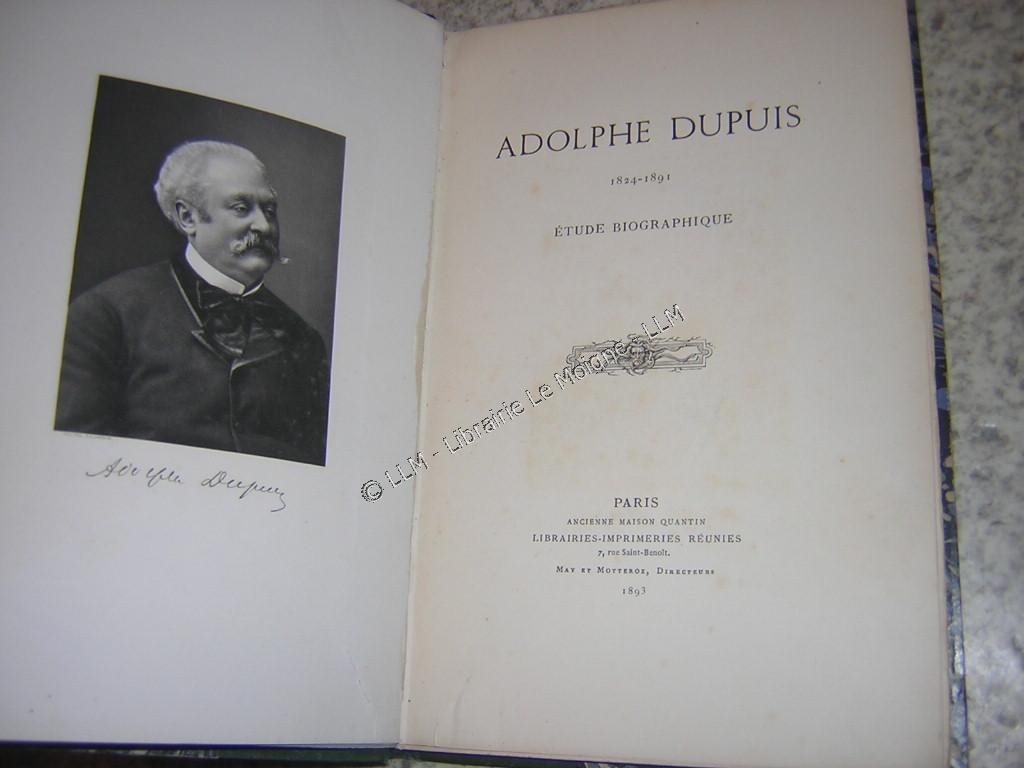 Adolphe Dupuis
ADOLPHE DUPUIS
1824-1891
ÉTUDE BIOGRAPHIQUE
© LLM - Librairie Le Moigne - LLM
PARIS
ANCIENNE MAISON QUANTIN
LIBRAIRIES-IMPRIMERIES RÉUNIES
7, rue Saint-Benoît.
MAY ET MOTTEROZ, DIRECTEURS
1893